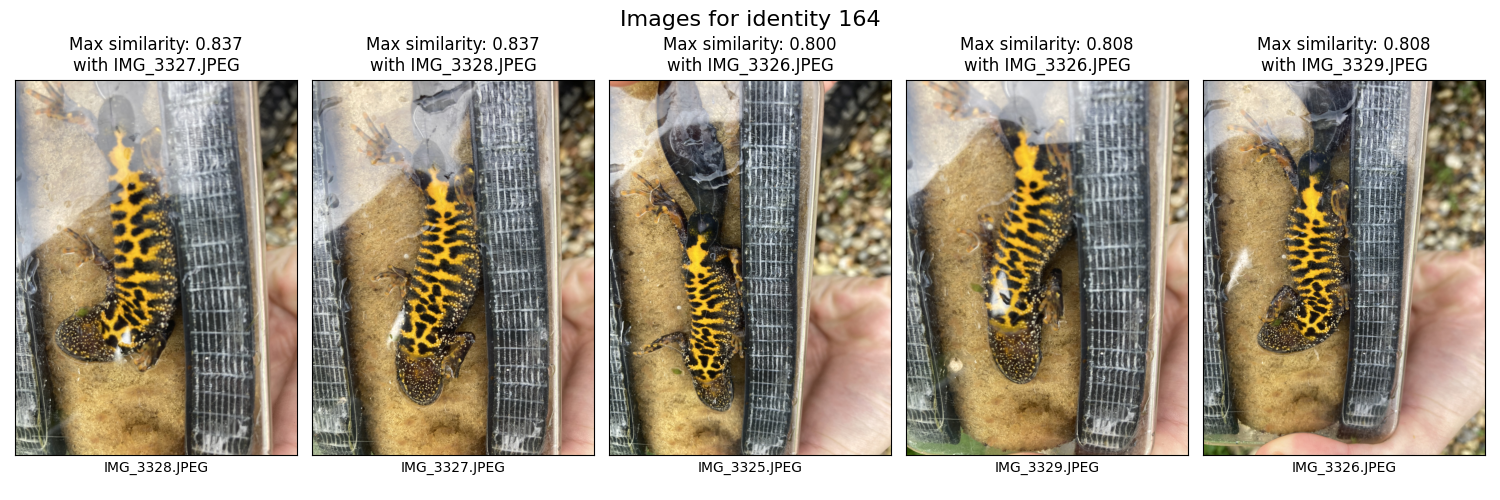 Images for identity 164
Max similarity: 0.837
with IMG_3327.JPEG
Max similarity: 0.837
with IMG_3328.JPEG
Max similarity: 0.800
with IMG_3326.JPEG
Max similarity: 0.808
with IMG_3326.JPEG
Max similarity: 0.808
with IMG_3329.JPEG
IMG_3328.JPEG
IMG_3327.JPEG
IMG_3325.JPEG
IMG_3329.JPEG
IMG_3326.JPEG